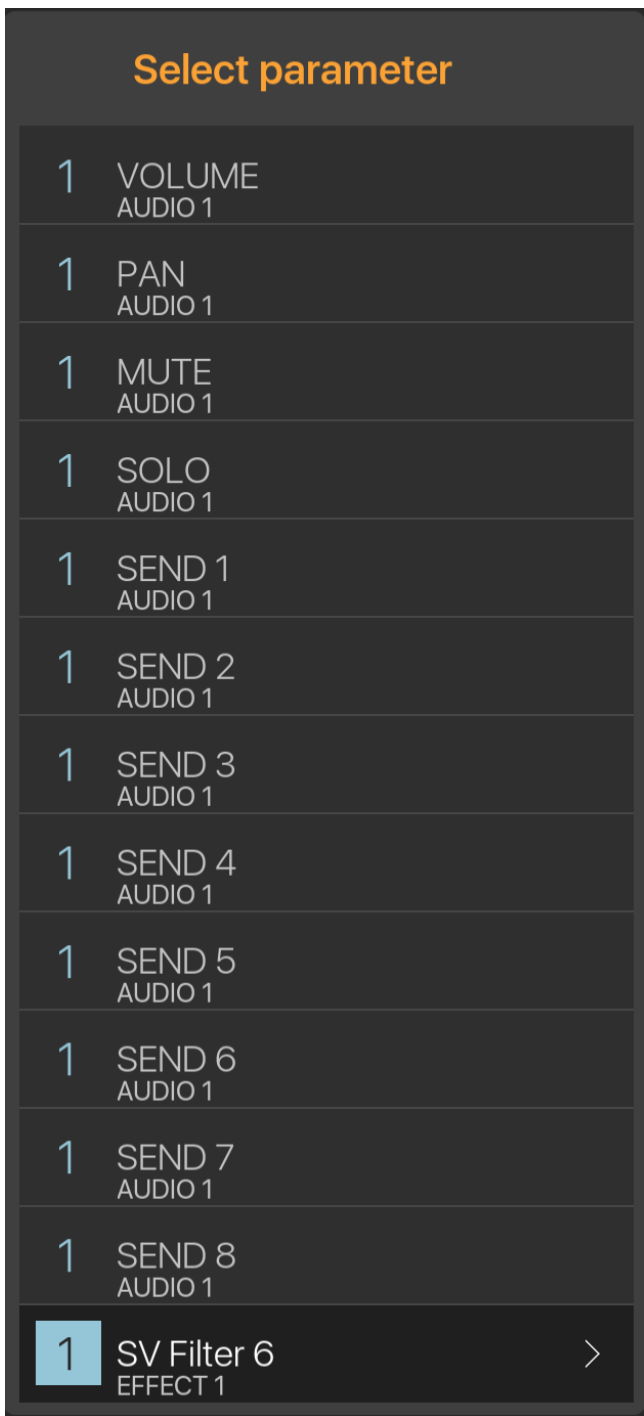 Select parameter
1 VOLUME
AUDIO 1
1 PAN
AUDIO 1
1 MUTE
AUDIO 1
1 SOLO
AUDIO 1
1 SEND 1
AUDIO 1
1 SEND 2
AUDIO 1
1 SEND 3
AUDIO 1
1 SEND 4
AUDIO 1
1 SEND 5
AUDIO 1
1 SEND 6
AUDIO 1
1 SEND 7
AUDIO 1
1 SEND 8
AUDIO 1
1 SV Filter 6
EFFECT 1